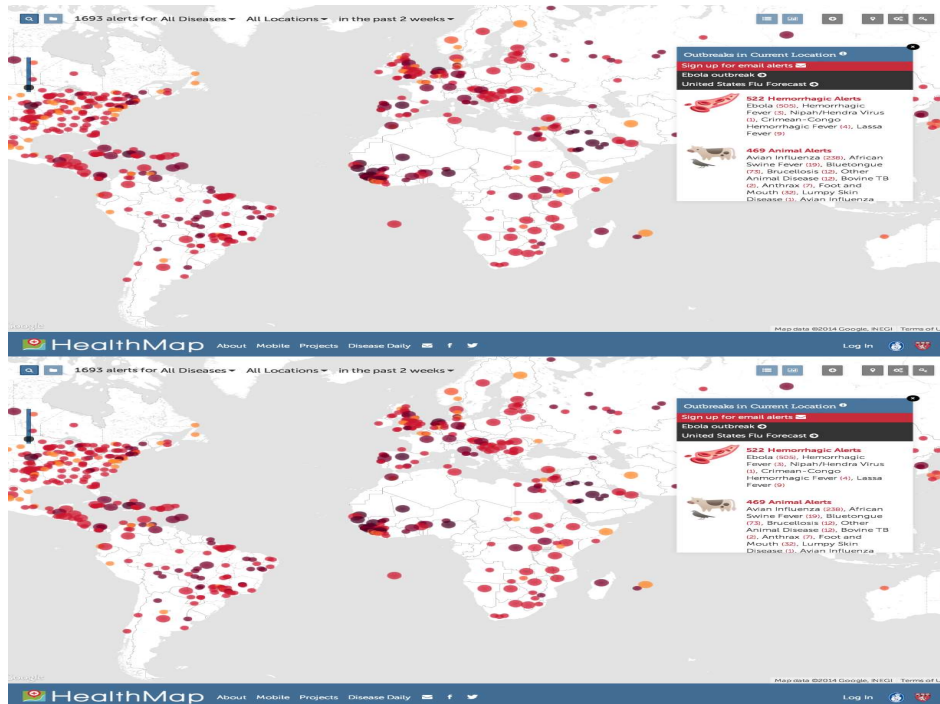 1693 alerts for All Diseases All Locations in the past 2 weeks
Outbreaks in Current Location
Sign up for email alerts
Ebola outbreak
United States Flu Forecast
522 Hemorrhagic Alerts
Ebola (505), Hemorrhagic
Fever (3), Nipah/Hendra Virus
(1), Crimean-Congo
Hemorrhagic Fever (4), Lassa
Fever (9)
469 Animal Alerts
Avian Influenza (238), African
Swine Fever (19), Bluetongue
(73), Brucellosis (12), Other
Animal Disease (12), Bovine TB
(2), Anthrax (7), Foot and
Mouth (32), Lumpy Skin
Disease (1), Avian Influenza
Google
Map data ©2014 Google, INEGI Terms of U
HealthMap About Mobile Projects Disease Daily Log In
1693 alerts for All Diseases All Locations in the past 2 weeks
Outbreaks in Current Location
Sign up for email alerts
Ebola outbreak
United States Flu Forecast
522 Hemorrhagic Alerts
Ebola (505), Hemorrhagic
Fever (3), Nipah/Hendra Virus
(1), Crimean-Congo
Hemorrhagic Fever (4), Lassa
Fever (9)
469 Animal Alerts
Avian Influenza (238), African
Swine Fever (19), Bluetongue
(73), Brucellosis (12), Other
Animal Disease (12), Bovine TB
(2), Anthrax (7), Foot and
Mouth (32), Lumpy Skin
Disease (1), Avian Influenza
Google
Map data ©2014 Google, INEGI Terms of U
HealthMap About Mobile Projects Disease Daily Log In